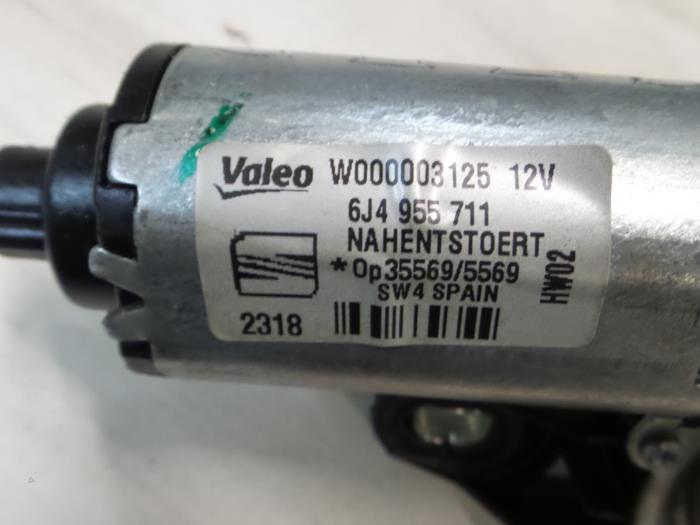 Valeo W000003125 12V
6J4 955 711
NAHENTSTOERT
*Op35569/5569
SW4 SPAIN
2318
HW02